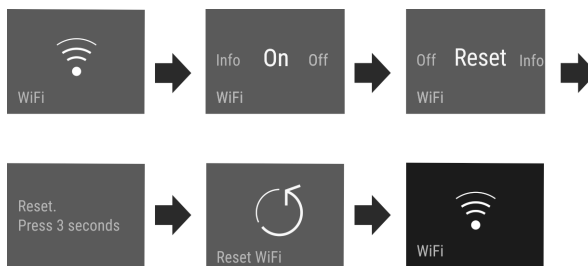 WiFi
Info On Off
WiFi
Off Reset Info
WiFi
Reset.
Press 3 seconds
Reset WiFi
WiFi